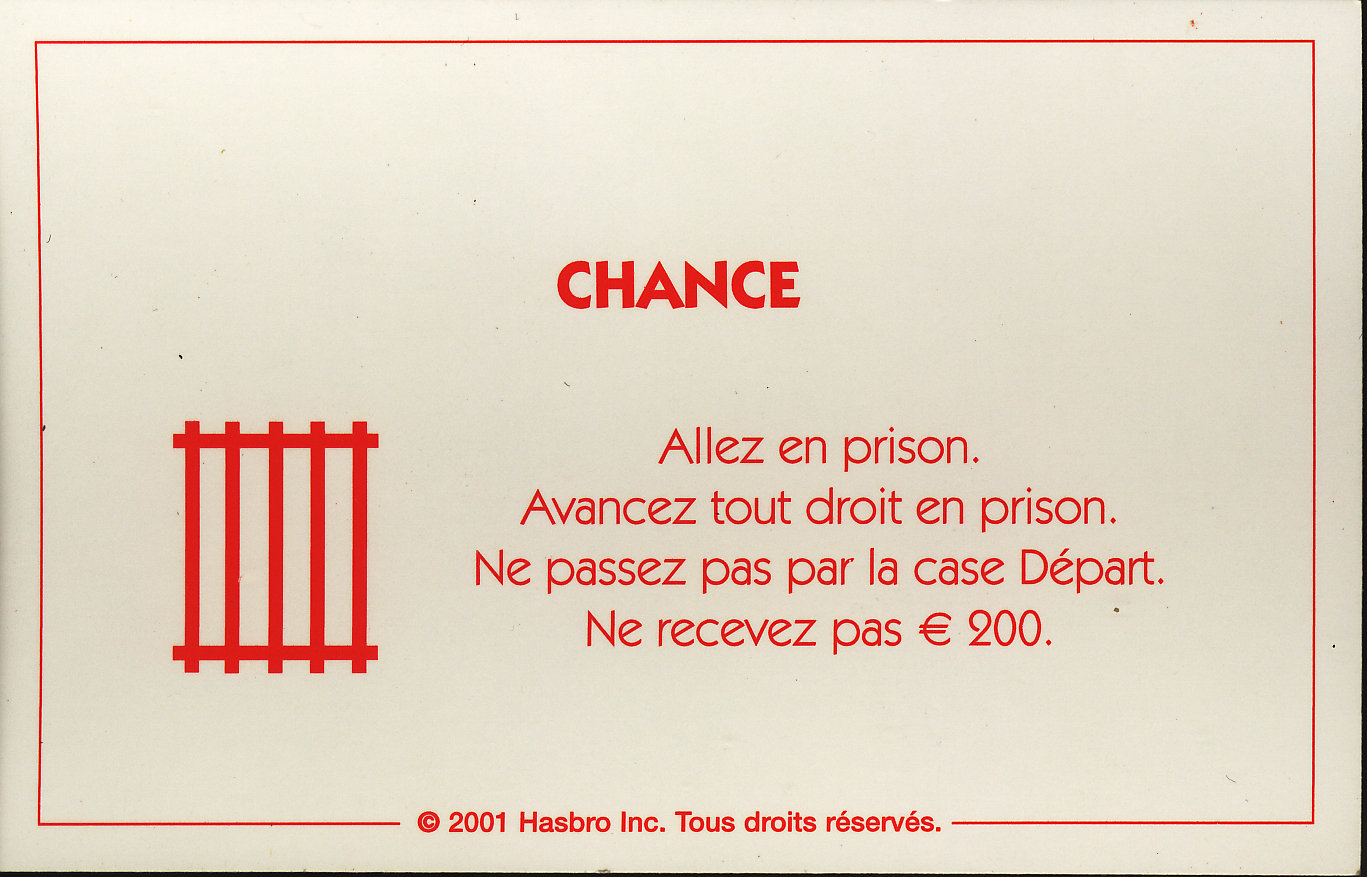 CHANCE
Allez en prison.
Avancez tout droit en prison.
Ne passez pas par la case Départ.
Ne recevez pas € 200.
© 2001 Hasbro Inc. Tous droits réservés.